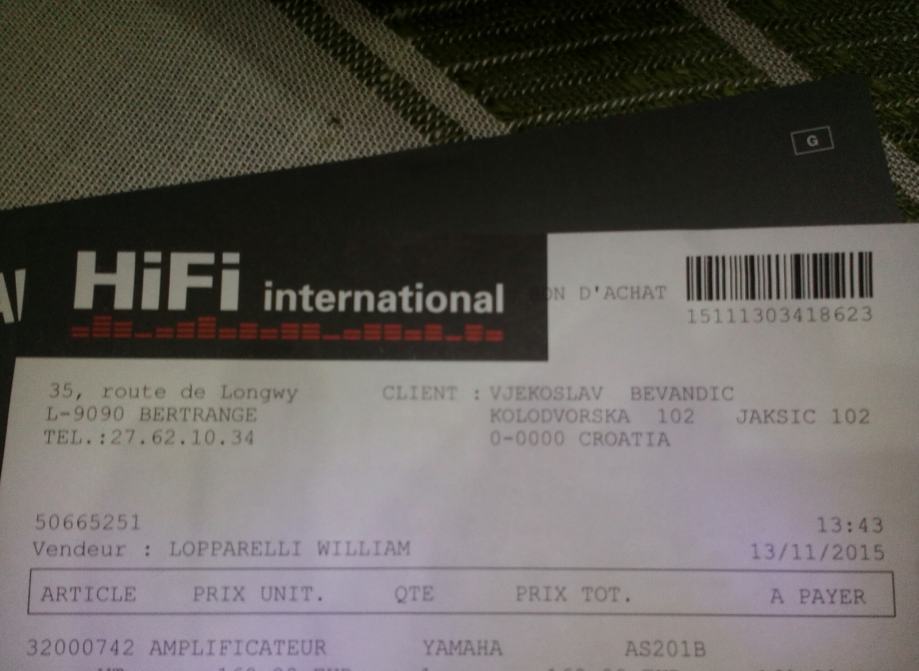 G
HiFi international
BON D'ACHAT
15111303418623
35, route de Longwy
L-9090 BERTRANGE
TEL.:27.62.10.34
CLIENT : VJEKOSLAV BEVANDIC
KOLODVORSKA 102 JAKSIC 102
0-0000 CROATIA
50665251
13:43
Vendeur : LOPPARELLI WILLIAM
13/11/2015
ARTICLE PRIX UNIT. QTE PRIX TOT. A PAYER
32000742 AMPLIFICATEUR YAMAHA AS201B